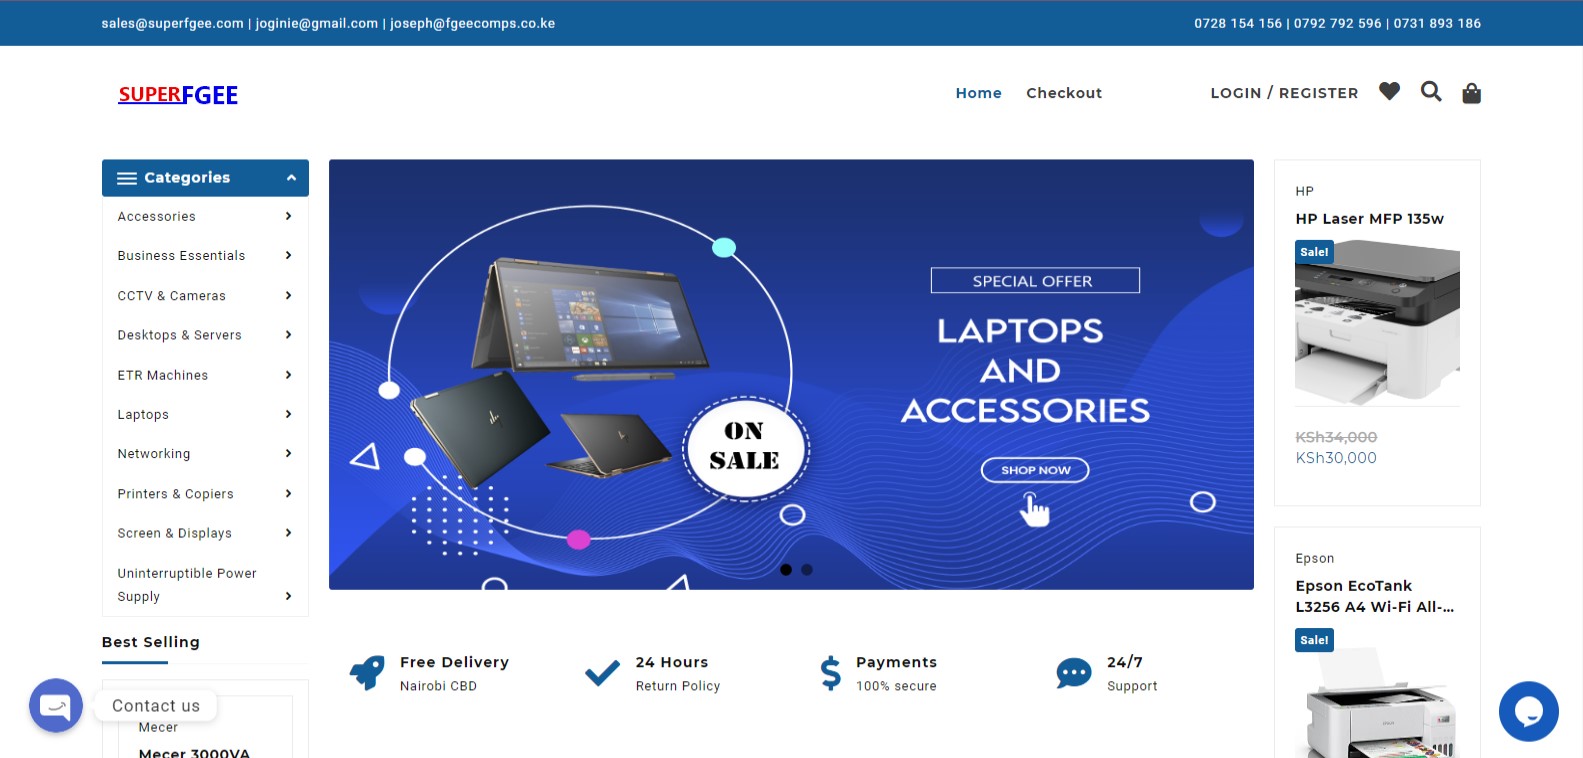 sales@superfgee.com | joginie@gmail.com | joseph@fgeecomps.co.ke
0728 154 156 | 0792 792 596 | 0731 893 186
SUPERFGEE
Home
Checkout
LOGIN / REGISTER
Categories
Accessories
Business Essentials
CCTV & Cameras
Desktops & Servers
ETR Machines
Laptops
Networking
Printers & Copiers
Screen & Displays
Uninterruptible Power
Supply
Best Selling
Contact us
Mecer
Mecer 3000VA
SPECIAL OFFER
LAPTOPS
AND
ACCESSORIES
SHOP NOW
ON
SALE
Free Delivery
Nairobi CBD
24 Hours
Return Policy
Payments
100% secure
24/7
Support
HP
HP Laser MFP 135w
Sale!
KSh34,000
KSh30,000
Epson
Epson EcoTank
L3256 A4 Wi-Fi All-...
Sale!